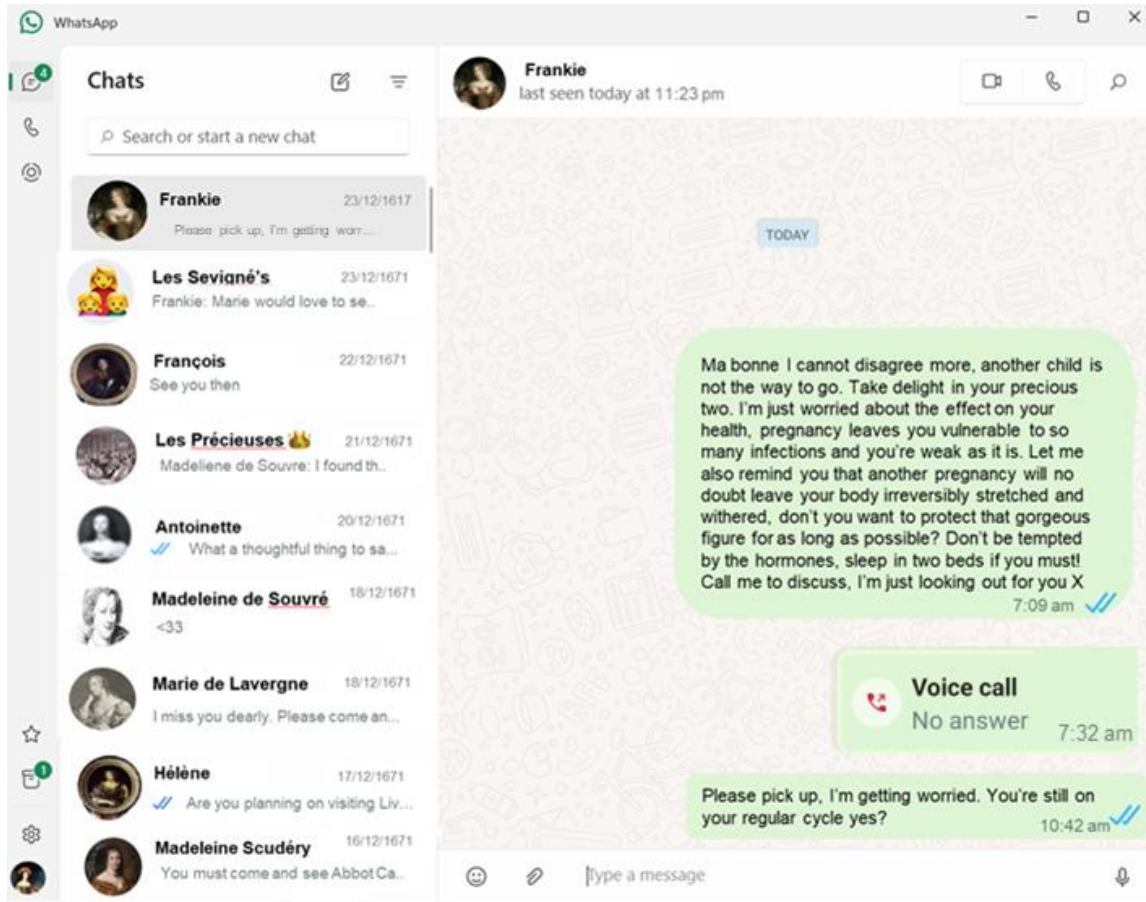 WhatsApp
4
Chats
Search or start a new chat
Frankie 23/12/1617
Please pick up, I'm getting worr...
Les Sevigné's 23/12/1671
Frankie: Marie would love to se..
François 22/12/1671
See you then
Les Précieuses 21/12/1671
Madeliene de Souvre: I found th..
Antoinette 20/12/1671
What a thoughtful thing to sa...
Madeleine de Souvré 18/12/1671
<33
Marie de Lavergne 18/12/1671
I miss you dearly. Please come an...
1
Hélène 17/12/1671
Are you planning on visiting Liv...
Madeleine Scudéry 16/12/1671
You must come and see Abbot Ca..
Frankie
last seen today at 11:23 pm
TODAY
Ma bonne I cannot disagree more, another child is
not the way to go. Take delight in your precious
two. I'm just worried about the effect on your
health, pregnancy leaves you vulnerable to so
many infections and you're weak as it is. Let me
also remind you that another pregnancy will no
doubt leave your body irreversibly stretched and
withered, don't you want to protect that gorgeous
figure for as long as possible? Don't be tempted
by the hormones, sleep in two beds if you must!
Call me to discuss, I'm just looking out for you X
7:09 am
Voice call
No answer 7:32 am
Please pick up, I'm getting worried. You're still on
your regular cycle yes?
10:42 am
Type a message